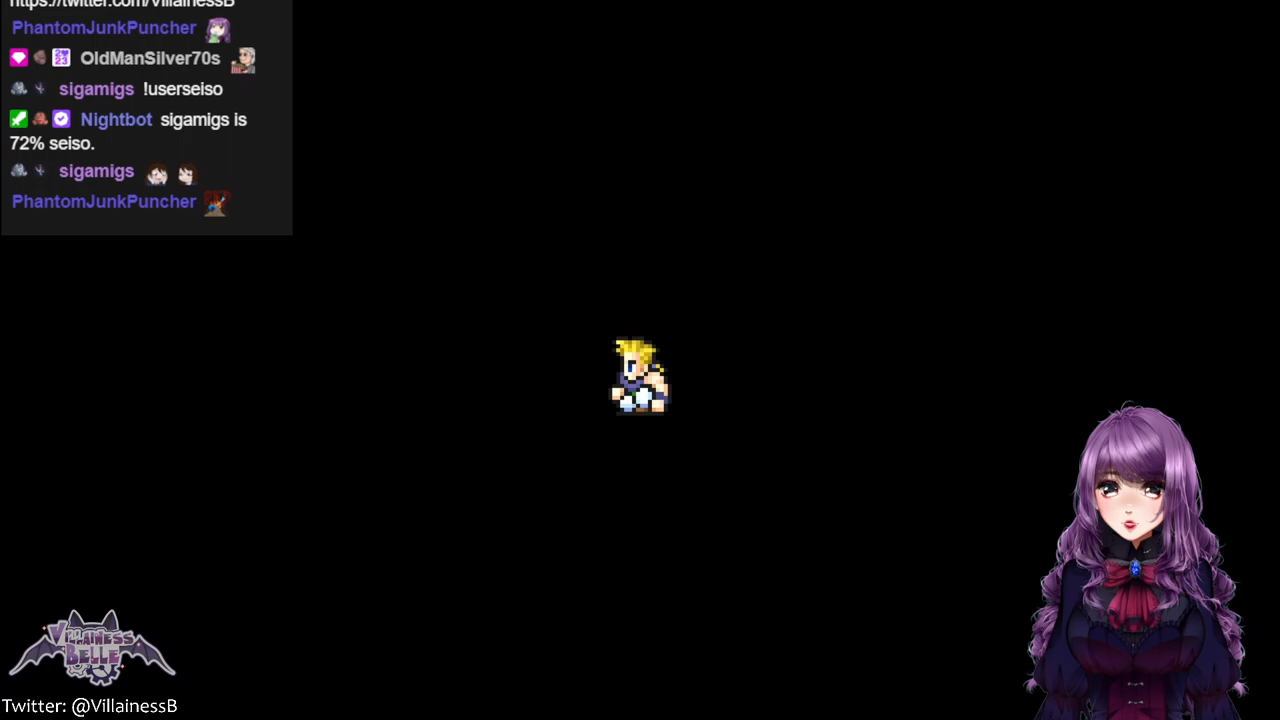 https://twitter.com/VillainessB
PhantomJunkPuncher
OldManSilver70s
sigamigs !userseiso
Nightbot sigamigs is
72% seiso.
sigamigs
PhantomJunkPuncher
VILLAINESS
BELLE
Twitter: @VillainessB